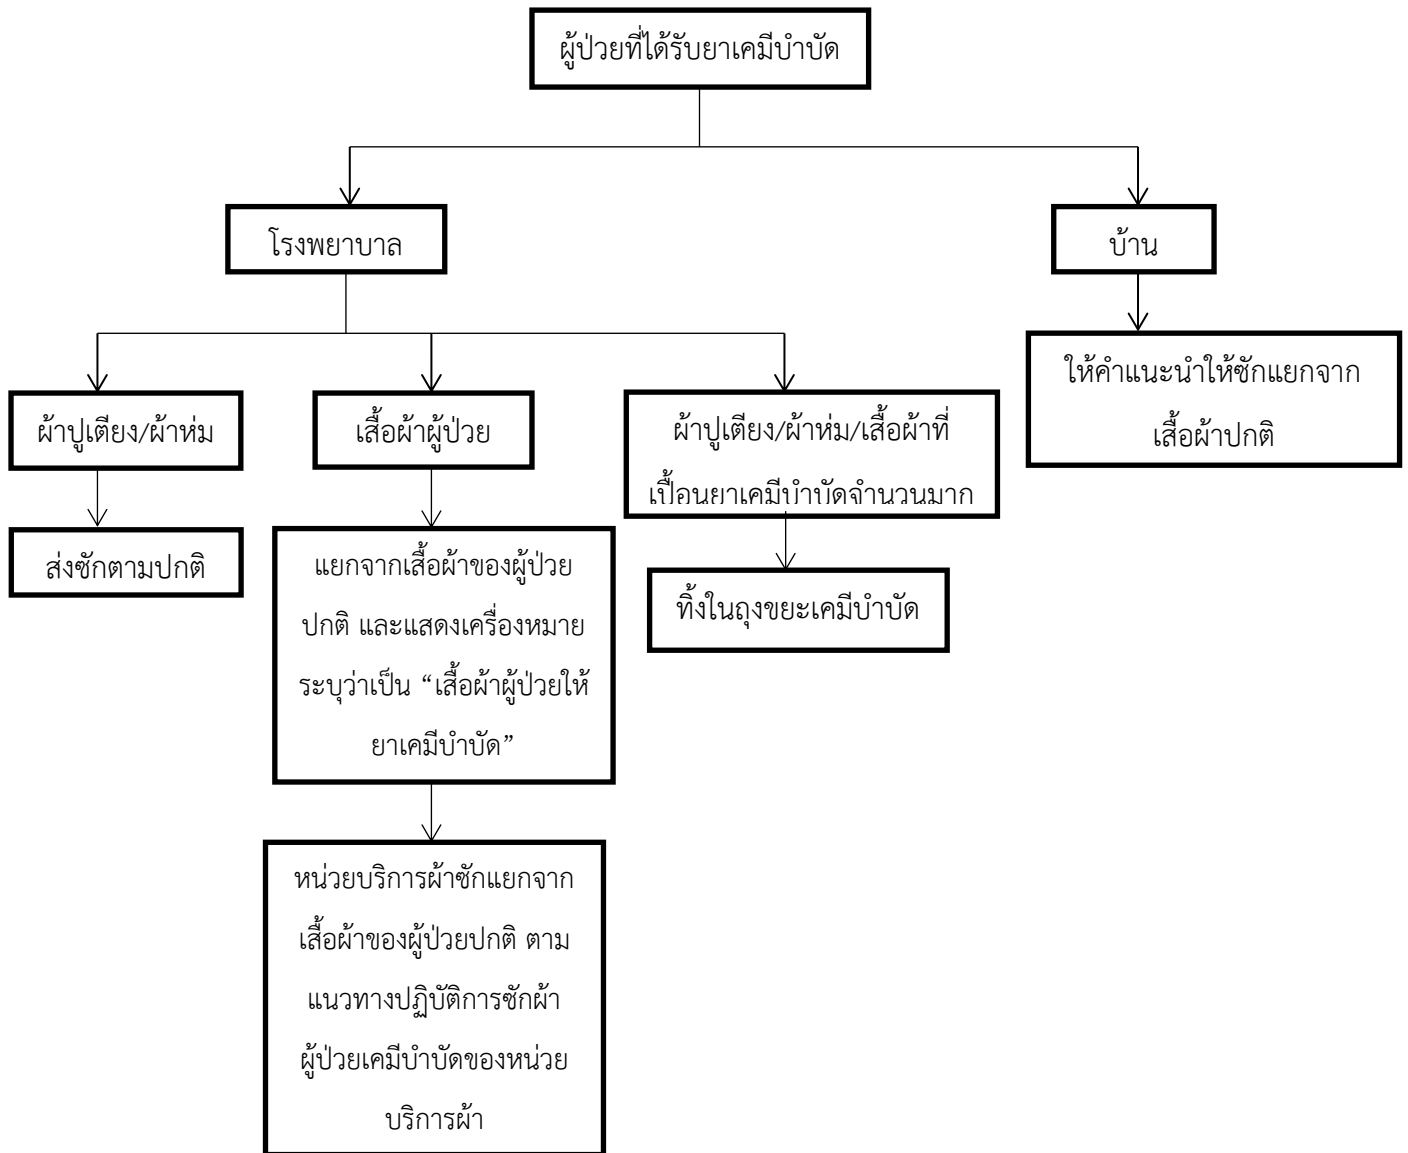 ผู้ป่วยที่ได้รับยาเคมีบำบัด
โรงพยาบาล
บ้าน
ผ้าปูเตียง/ผ้าห่ม
เสื้อผ้าผู้ป่วย
ผ้าปูเตียง/ผ้าห่ม/เสื้อผ้าที่
เปื้อนยาเคมีบำบัดจำนวนมาก
ให้คำแนะนำให้ซักแยกจาก
เสื้อผ้าปกติ
ส่งซักตามปกติ
แยกจากเสื้อผ้าของผู้ป่วย
ปกติ และแสดงเครื่องหมาย
ระบุว่าเป็น “เสื้อผ้าผู้ป่วยให้
ยาเคมีบำบัด”
ทิ้งในถุงขยะเคมีบำบัด
หน่วยบริการผ้าซักแยกจาก
เสื้อผ้าของผู้ป่วยปกติ ตาม
แนวทางปฏิบัติการซักผ้า
ผู้ป่วยเคมีบำบัดของหน่วย
บริการผ้า